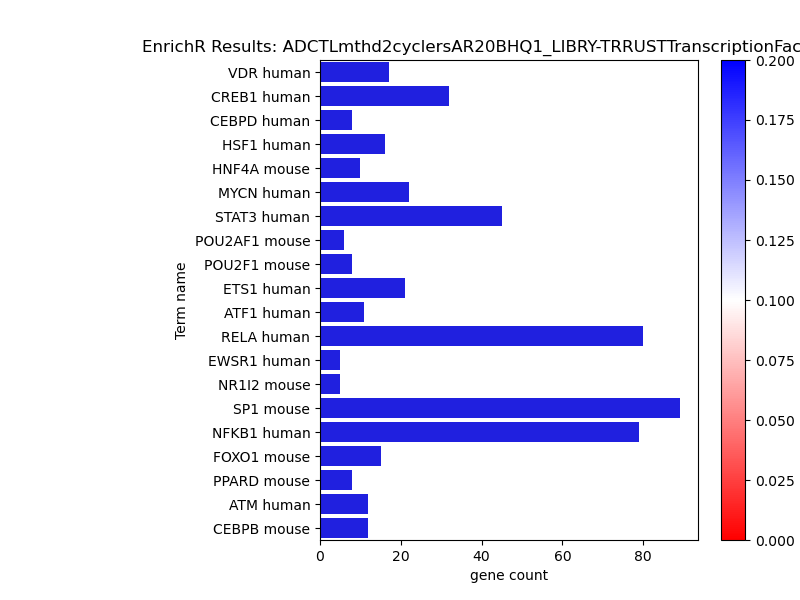 EnrichR Results: ADCTLmthd2cyclersAR20BHQ1_LIBRY-TRRUSTTranscriptionFac
Term name
VDR human
CREB1 human
CEBPD human
HSF1 human
HNF4A mouse
MYCN human
STAT3 human
POU2AF1 mouse
POU2F1 mouse
ETS1 human
ATF1 human
RELA human
EWSR1 human
NR1I2 mouse
SP1 mouse
NFKB1 human
FOXO1 mouse
PPARD mouse
ATM human
CEBPB mouse
0 20 40 60 80
gene count
0.200
0.175
0.150
0.125
0.100
0.075
0.050
0.025
0.000